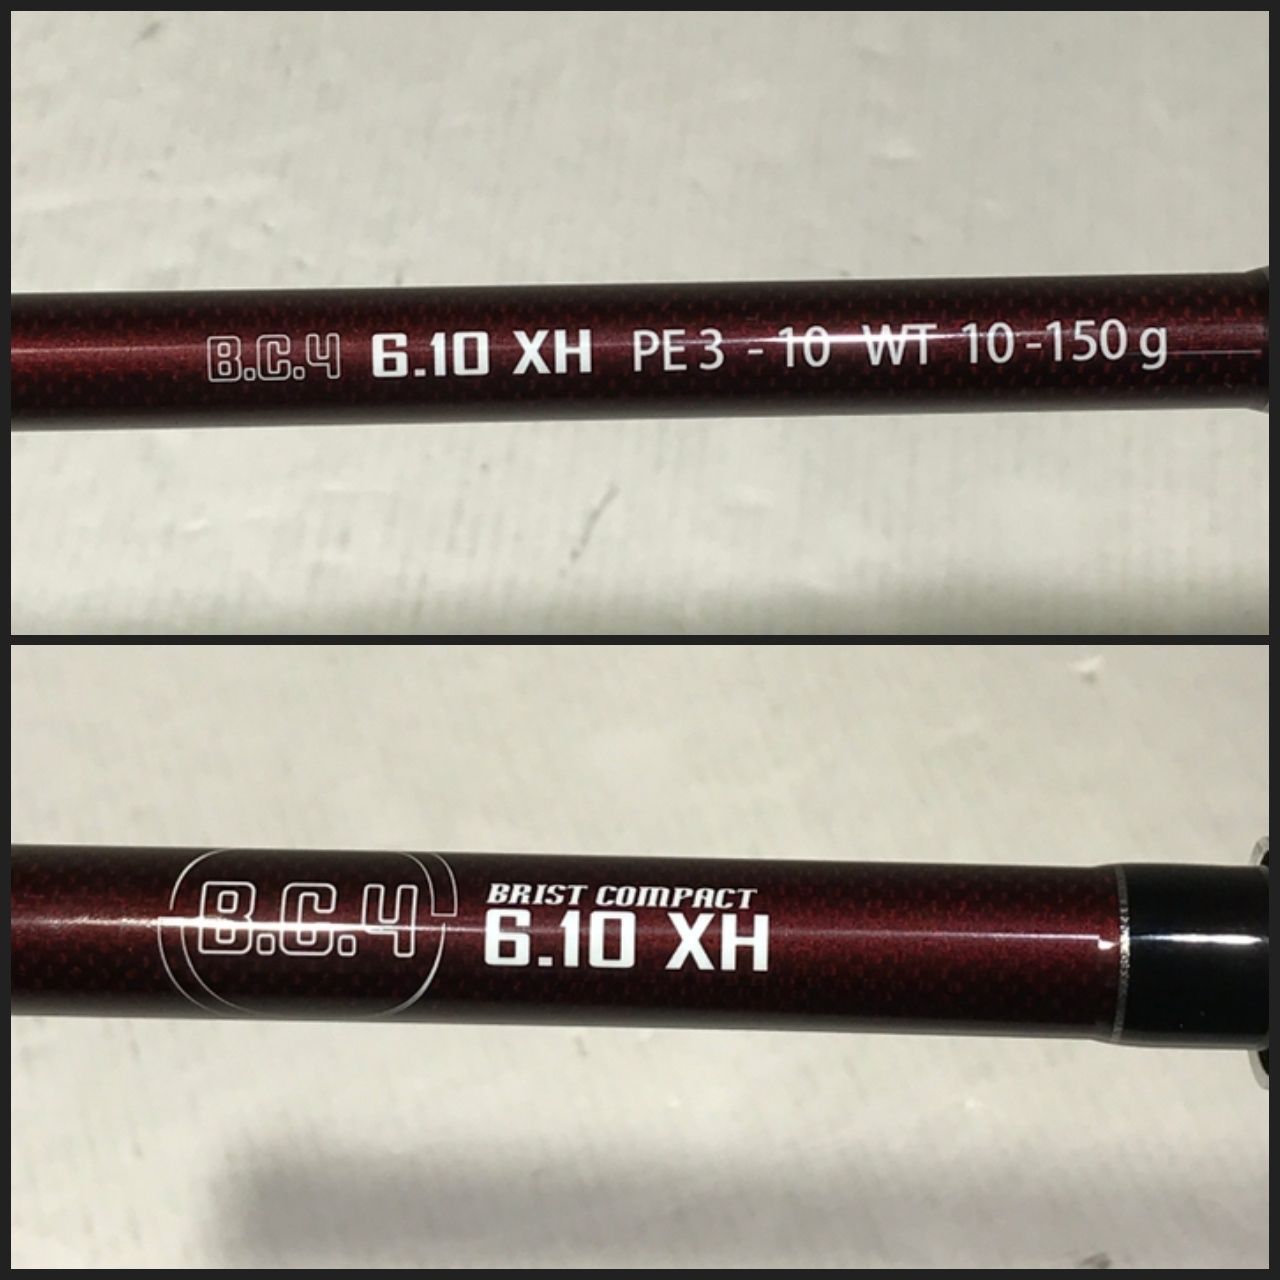 B.C.4 6.10 XH PE 3 - 10 WT 10-150 g
B.C.4
BRIST COMPACT
6.10 XH